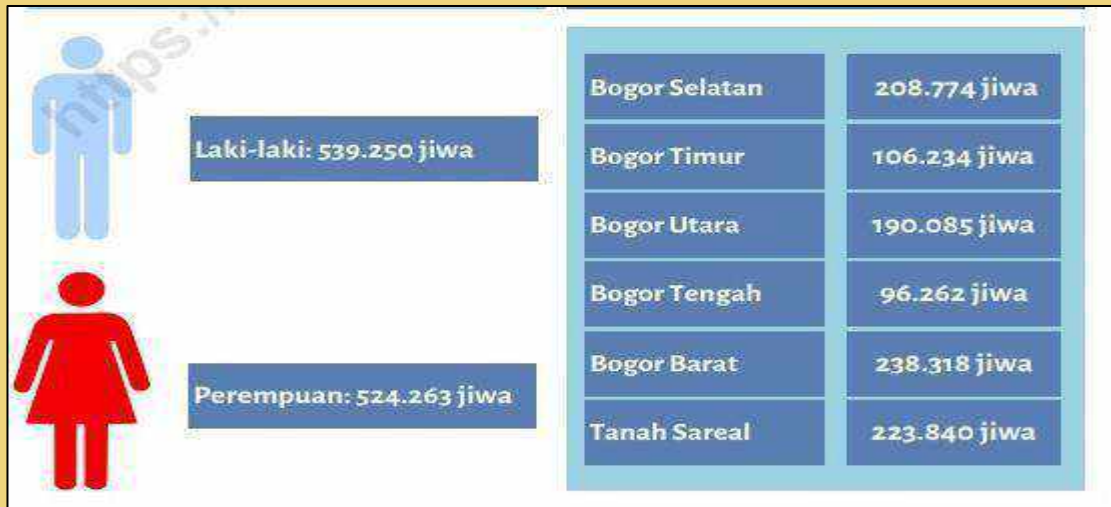 Laki-laki: 539.250 jiwa
Perempuan: 524.263 jiwa
Bogor Selatan 208.774 jiwa
Bogor Timur 106.234 jiwa
Bogor Utara 190.085 jiwa
Bogor Tengah 96.262 jiwa
Bogor Barat 238.318 jiwa
Tanah Sareal 223.840 jiwa